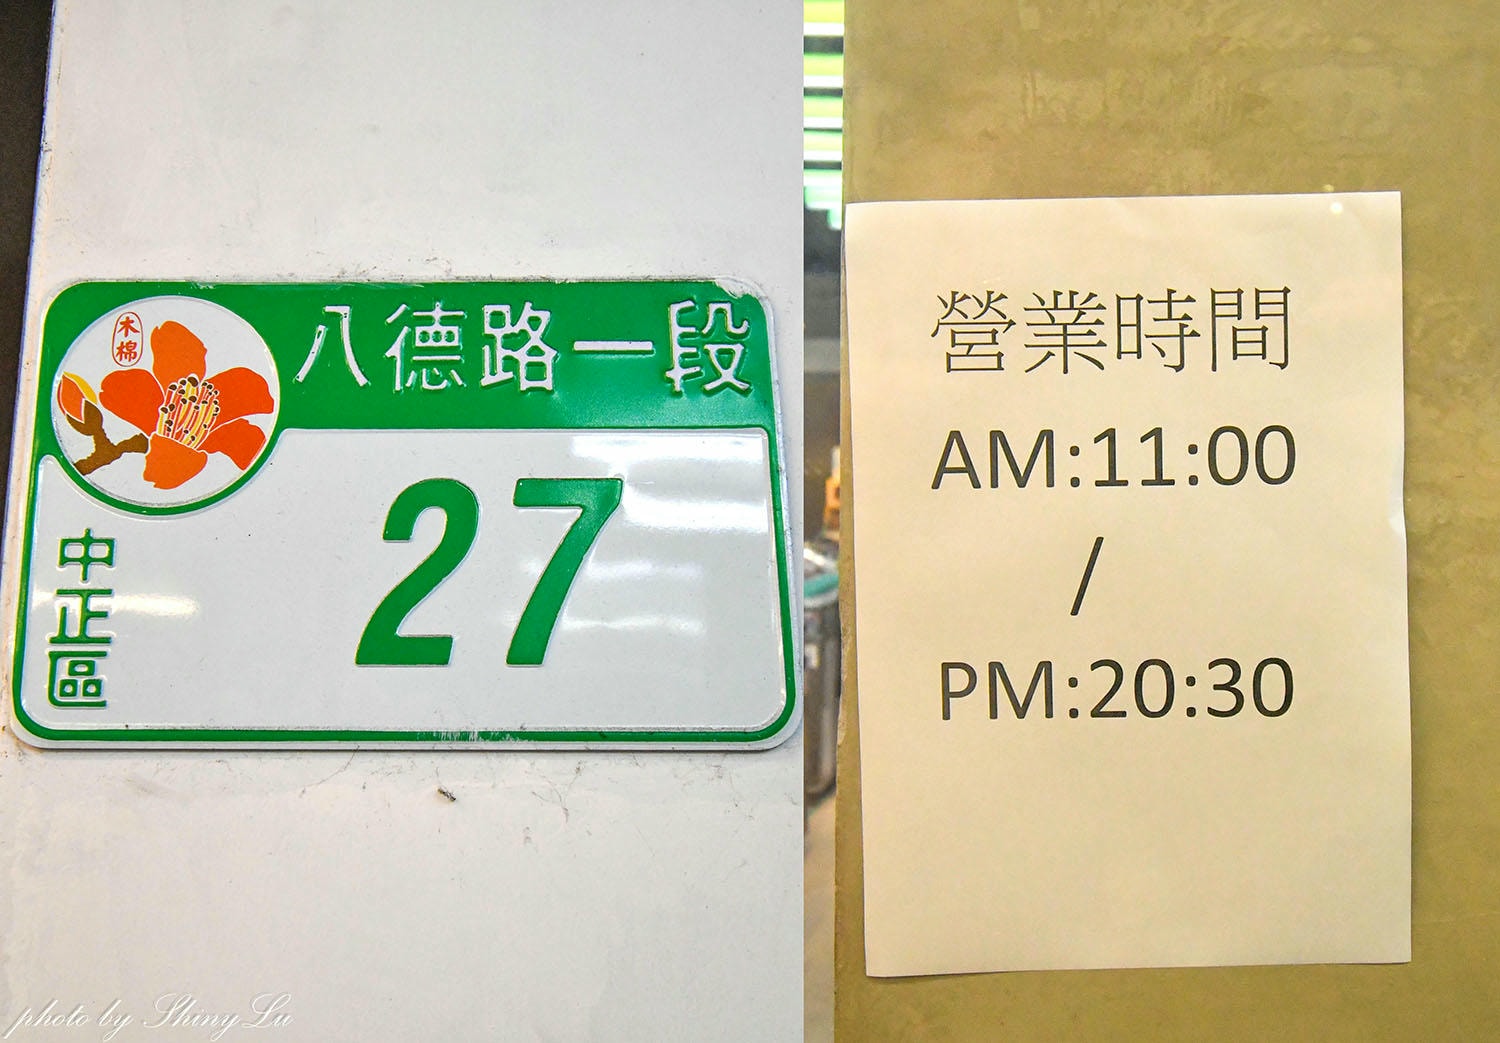 八德路一段
木棉
27
中正區
營業時間
AM:11:00
/
PM:20:30
photo by Shiny Lu